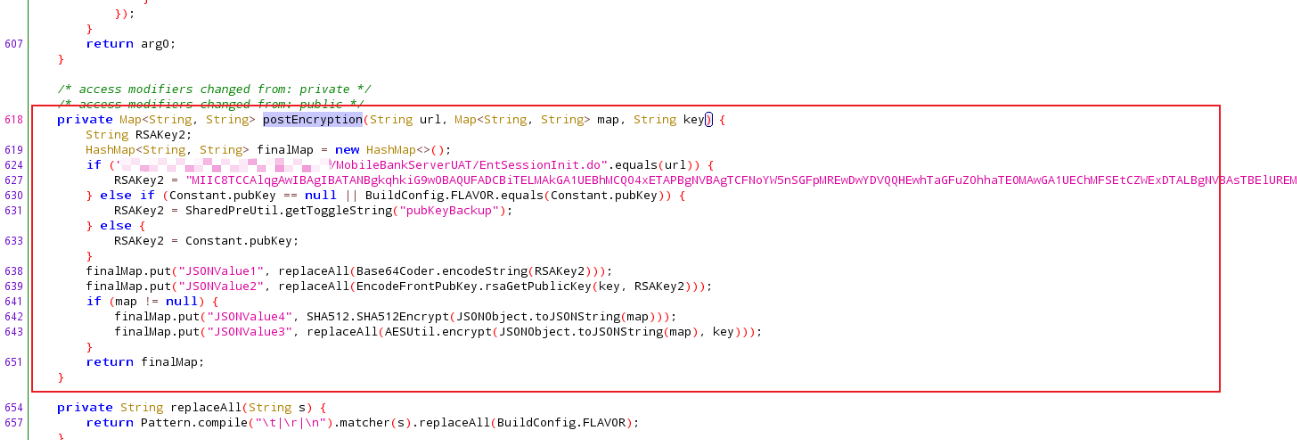 });
}
607 return arg0;
}
/* access modifiers changed from: private */
/* access modifiers changed from: public */
618 private Map<String, String> postEncryption(String url, Map<String, String> map, String key) {
String RSAKey2;
619 HashMap<String, String> finalMap = new HashMap<>();
624 if (" /MobileBankServerUAT/EntSessionInit.do".equals(url)) {
627 RSAKey2 = "MIIC8TCCAlqgAwIBAgIBATANBgkqhkiG9w0BAQUFADCBiTELMAkGA1UEBhMCQ04xETAPBgNVBAgTCFNoYW5nSGFpMREwDwYDVQQHEwhTaGFuZ0hhaTEOMAwGA1UEChMFSEtCZWExDTALBgNVBAsTBElUREM
630 } else if (Constant.pubKey == null || BuildConfig.FLAVOR.equals(Constant.pubKey)) {
631 RSAKey2 = SharedPreUtil.getToggleString("pubKeyBackup");
} else {
633 RSAKey2 = Constant.pubKey;
}
638 finalMap.put("JSONValue1", replaceAll(Base64Coder.encodeString(RSAKey2)));
639 finalMap.put("JSONValue2", replaceAll(EncodeFrontPubKey.rsaGetPublicKey(key, RSAKey2)));
641 if (map != null) {
642 finalMap.put("JSONValue4", SHA512.SHA512Encrypt(JSONObject.toJSONString(map)));
643 finalMap.put("JSONValue3", replaceAll(AESUtil.encrypt(JSONObject.toJSONString(map), key)));
}
651 return finalMap;
}
654 private String replaceAll(String s) {
657 return Pattern.compile("\t|\r|\n").matcher(s).replaceAll(BuildConfig.FLAVOR);
}